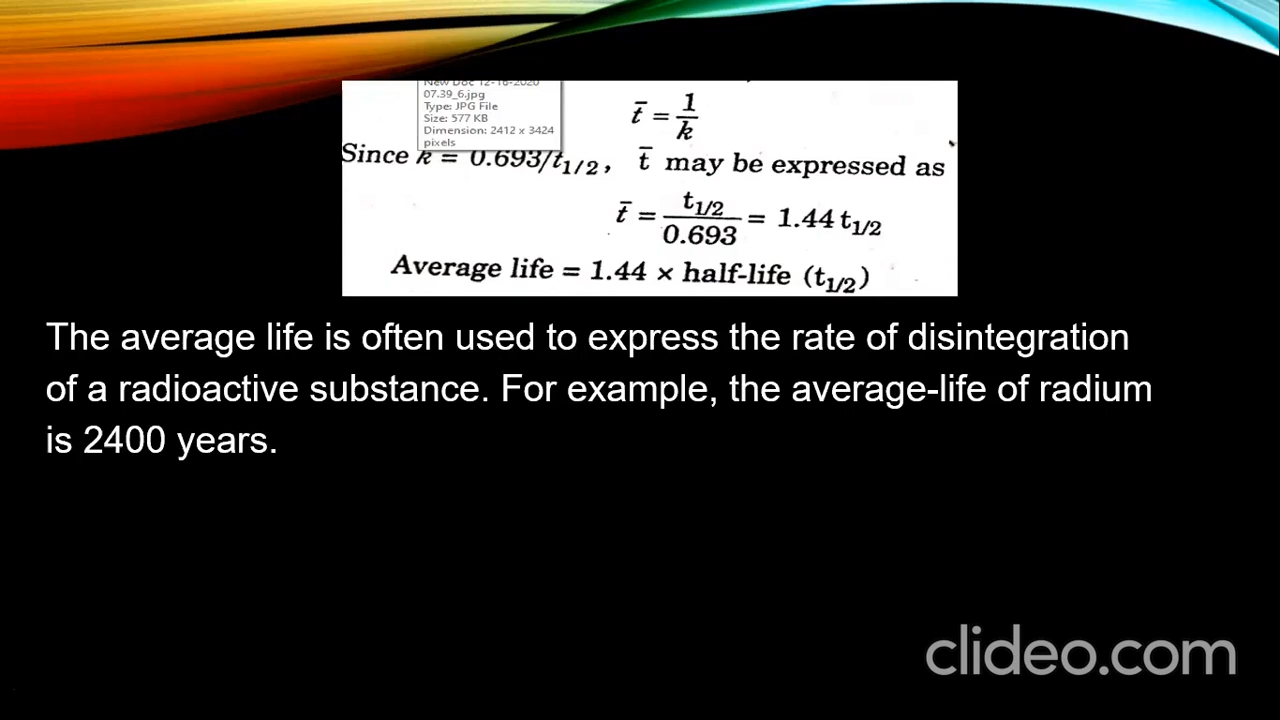 New Doc 12-16-2020
07.39_6.jpg
Type: JPG File
Size: 577 KB
Dimension: 2412 x 3424
pixels
t̄ = 1/k
Since k = 0.693/t1/2, t̄ may be expressed as
t̄ = t1/2/0.693 = 1.44 t1/2
Average life = 1.44 × half-life (t1/2)
The average life is often used to express the rate of disintegration
of a radioactive substance. For example, the average-life of radium
is 2400 years.
clideo.com